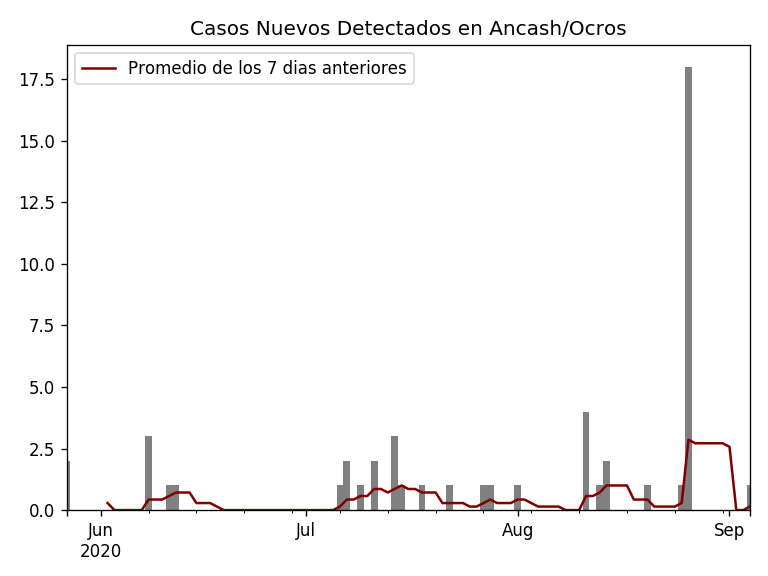 Casos Nuevos Detectados en Ancash/Ocros
Promedio de los 7 dias anteriores
17.5
15.0
12.5
10.0
7.5
5.0
2.5
0.0
Jun
2020
Jul
Aug
Sep